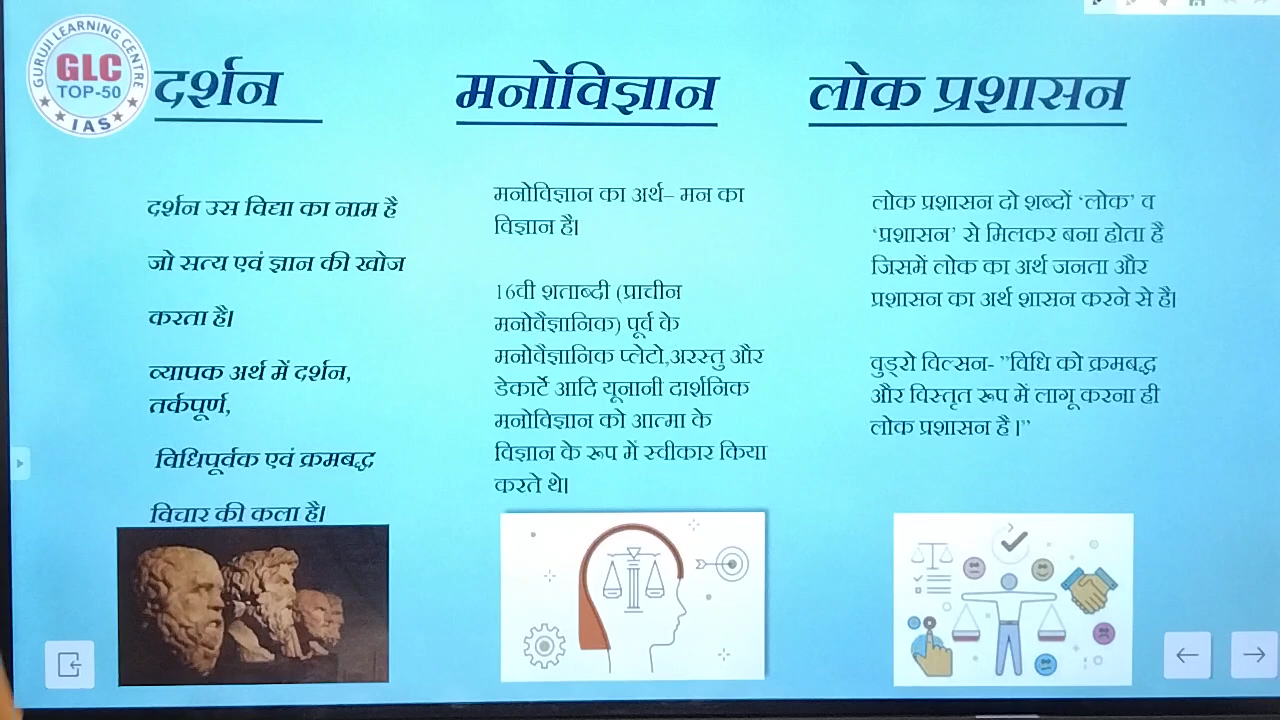 GURUJI LEARNING CENTRE
GLC
TOP-50
IAS
दर्शन
दर्शन उस विद्या का नाम है
जो सत्य एवं ज्ञान की खोज
करता है।
व्यापक अर्थ में दर्शन,
तर्कपूर्ण,
विधिपूर्वक एवं क्रमबद्ध
विचार की कला है।
मनोविज्ञान
मनोविज्ञान का अर्थ– मन का
विज्ञान है।
16वी शताब्दी (प्राचीन
मनोवैज्ञानिक) पूर्व के
मनोवैज्ञानिक प्लेटो,अरस्तु और
डेकार्टे आदि यूनानी दार्शनिक
मनोविज्ञान को आत्मा के
विज्ञान के रूप में स्वीकार किया
करते थे।
लोक प्रशासन
लोक प्रशासन दो शब्दों ‘लोक’ व
‘प्रशासन’ से मिलकर बना होता है
जिसमें लोक का अर्थ जनता और
प्रशासन का अर्थ शासन करने से है।
वुड्रो विल्सन- ”विधि को क्रमबद्ध
और विस्तृत रूप में लागू करना ही
लोक प्रशासन है।”